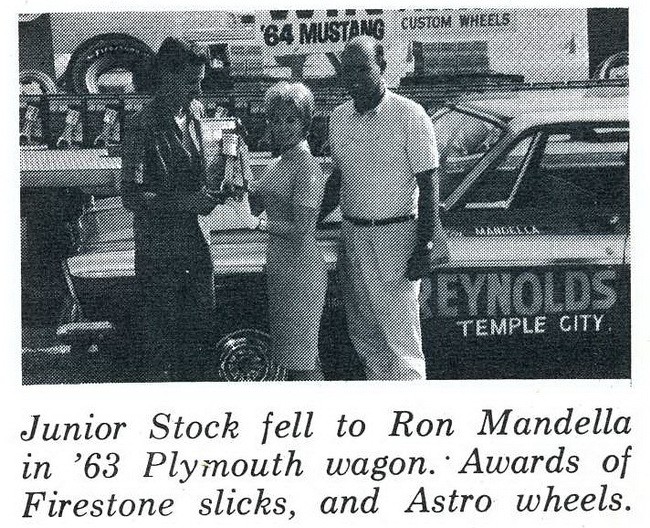 '64 MUSTANG
CUSTOM WHEELS
Firestone
MANDELLA
REYNOLDS
TEMPLE CITY.
Junior Stock fell to Ron Mandella
in '63 Plymouth wagon. Awards of
Firestone slicks, and Astro wheels.